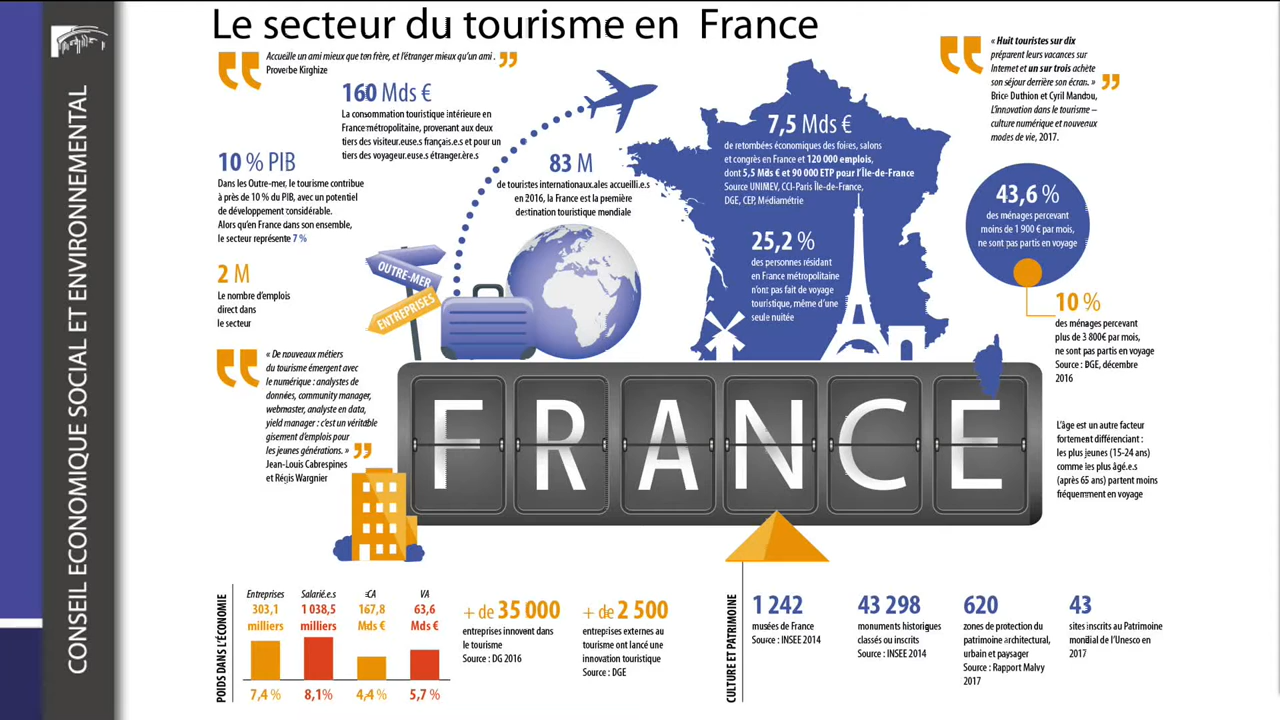 CONSEIL ECONOMIQUE SOCIAL ET ENVIRONNEMENTAL
Le secteur du tourisme en France
Accueille un ami mieux que ton frère, et l'étranger mieux qu'un ami.
Proverbe Kirghize
160 Mds €
La consommation touristique intérieure en
France métropolitaine, provenant aux deux
tiers des visiteur.euse.s français.e.s et pour un
tiers des voyageur.euse.s étranger.ère.s
10 % PIB
Dans les Outre-mer, le tourisme contribue
à près de 10 % du PIB, avec un potentiel
de développement considérable.
Alors qu'en France dans son ensemble,
le secteur représente 7 %
2 M
Le nombre d'emplois
direct dans
le secteur
83 M
de touristes internationaux.ales accueilli.e.s
en 2016, la France est la première
destination touristique mondiale
OUTRE-MER
ENTREPRISES
7,5 Mds €
de retombées économiques des foires, salons
et congrès en France et 120 000 emplois,
dont 5,5 Mds € et 90 000 ETP pour l'Île-de-France
Source UNIMEV, CCI-Paris Île-de-France,
DGE, CEP, Médiamétrie
25,2 %
des personnes résidant
en France métropolitaine
n'ont pas fait de voyage
touristique, même d'une
seule nuitée
« Huit touristes sur dix
préparent leurs vacances sur
Internet et un sur trois achète
son séjour derrière son écran. »
Brice Duthion et Cyril Mandou,
L'innovation dans le tourisme –
culture numérique et nouveaux
modes de vie, 2017.
43,6 %
des ménages percevant
moins de 1 900 € par mois,
ne sont pas partis en voyage
10 %
des ménages percevant
plus de 3 800€ par mois,
ne sont pas partis en voyage
Source : DGE, décembre
2016
L'âge est un autre facteur
fortement différenciant :
les plus jeunes (15-24 ans)
comme les plus âgé.e.s
(après 65 ans) partent moins
fréquemment en voyage
« De nouveaux métiers
du tourisme émergent avec
le numérique : analystes de
données, community manager,
webmaster, analyste en data,
yield manager : c'est un véritable
gisement d'emplois pour
les jeunes générations. »
Jean-Louis Cabrespines
et Régis Wargnier
FRANCE
POIDS DANS L'ÉCONOMIE
Entreprises Salarié.e.s CA VA
303,1 1 038,5 167,8 63,6
milliers milliers Mds € Mds €
7,4 % 8,1% 4,4 % 5,7 %
+ de 35 000
entreprises innovent dans
le tourisme
Source : DG 2016
+ de 2 500
entreprises externes au
tourisme ont lancé une
innovation touristique
Source : DGE
CULTURE ET PATRIMOINE
1 242
musées de France
Source : INSEE 2014
43 298
monuments historiques
classés ou inscrits
Source : INSEE 2014
620
zones de protection du
patrimoine architectural,
urbain et paysager
Source : Rapport Malvy
2017
43
sites inscrits au Patrimoine
mondial de l'Unesco en
2017